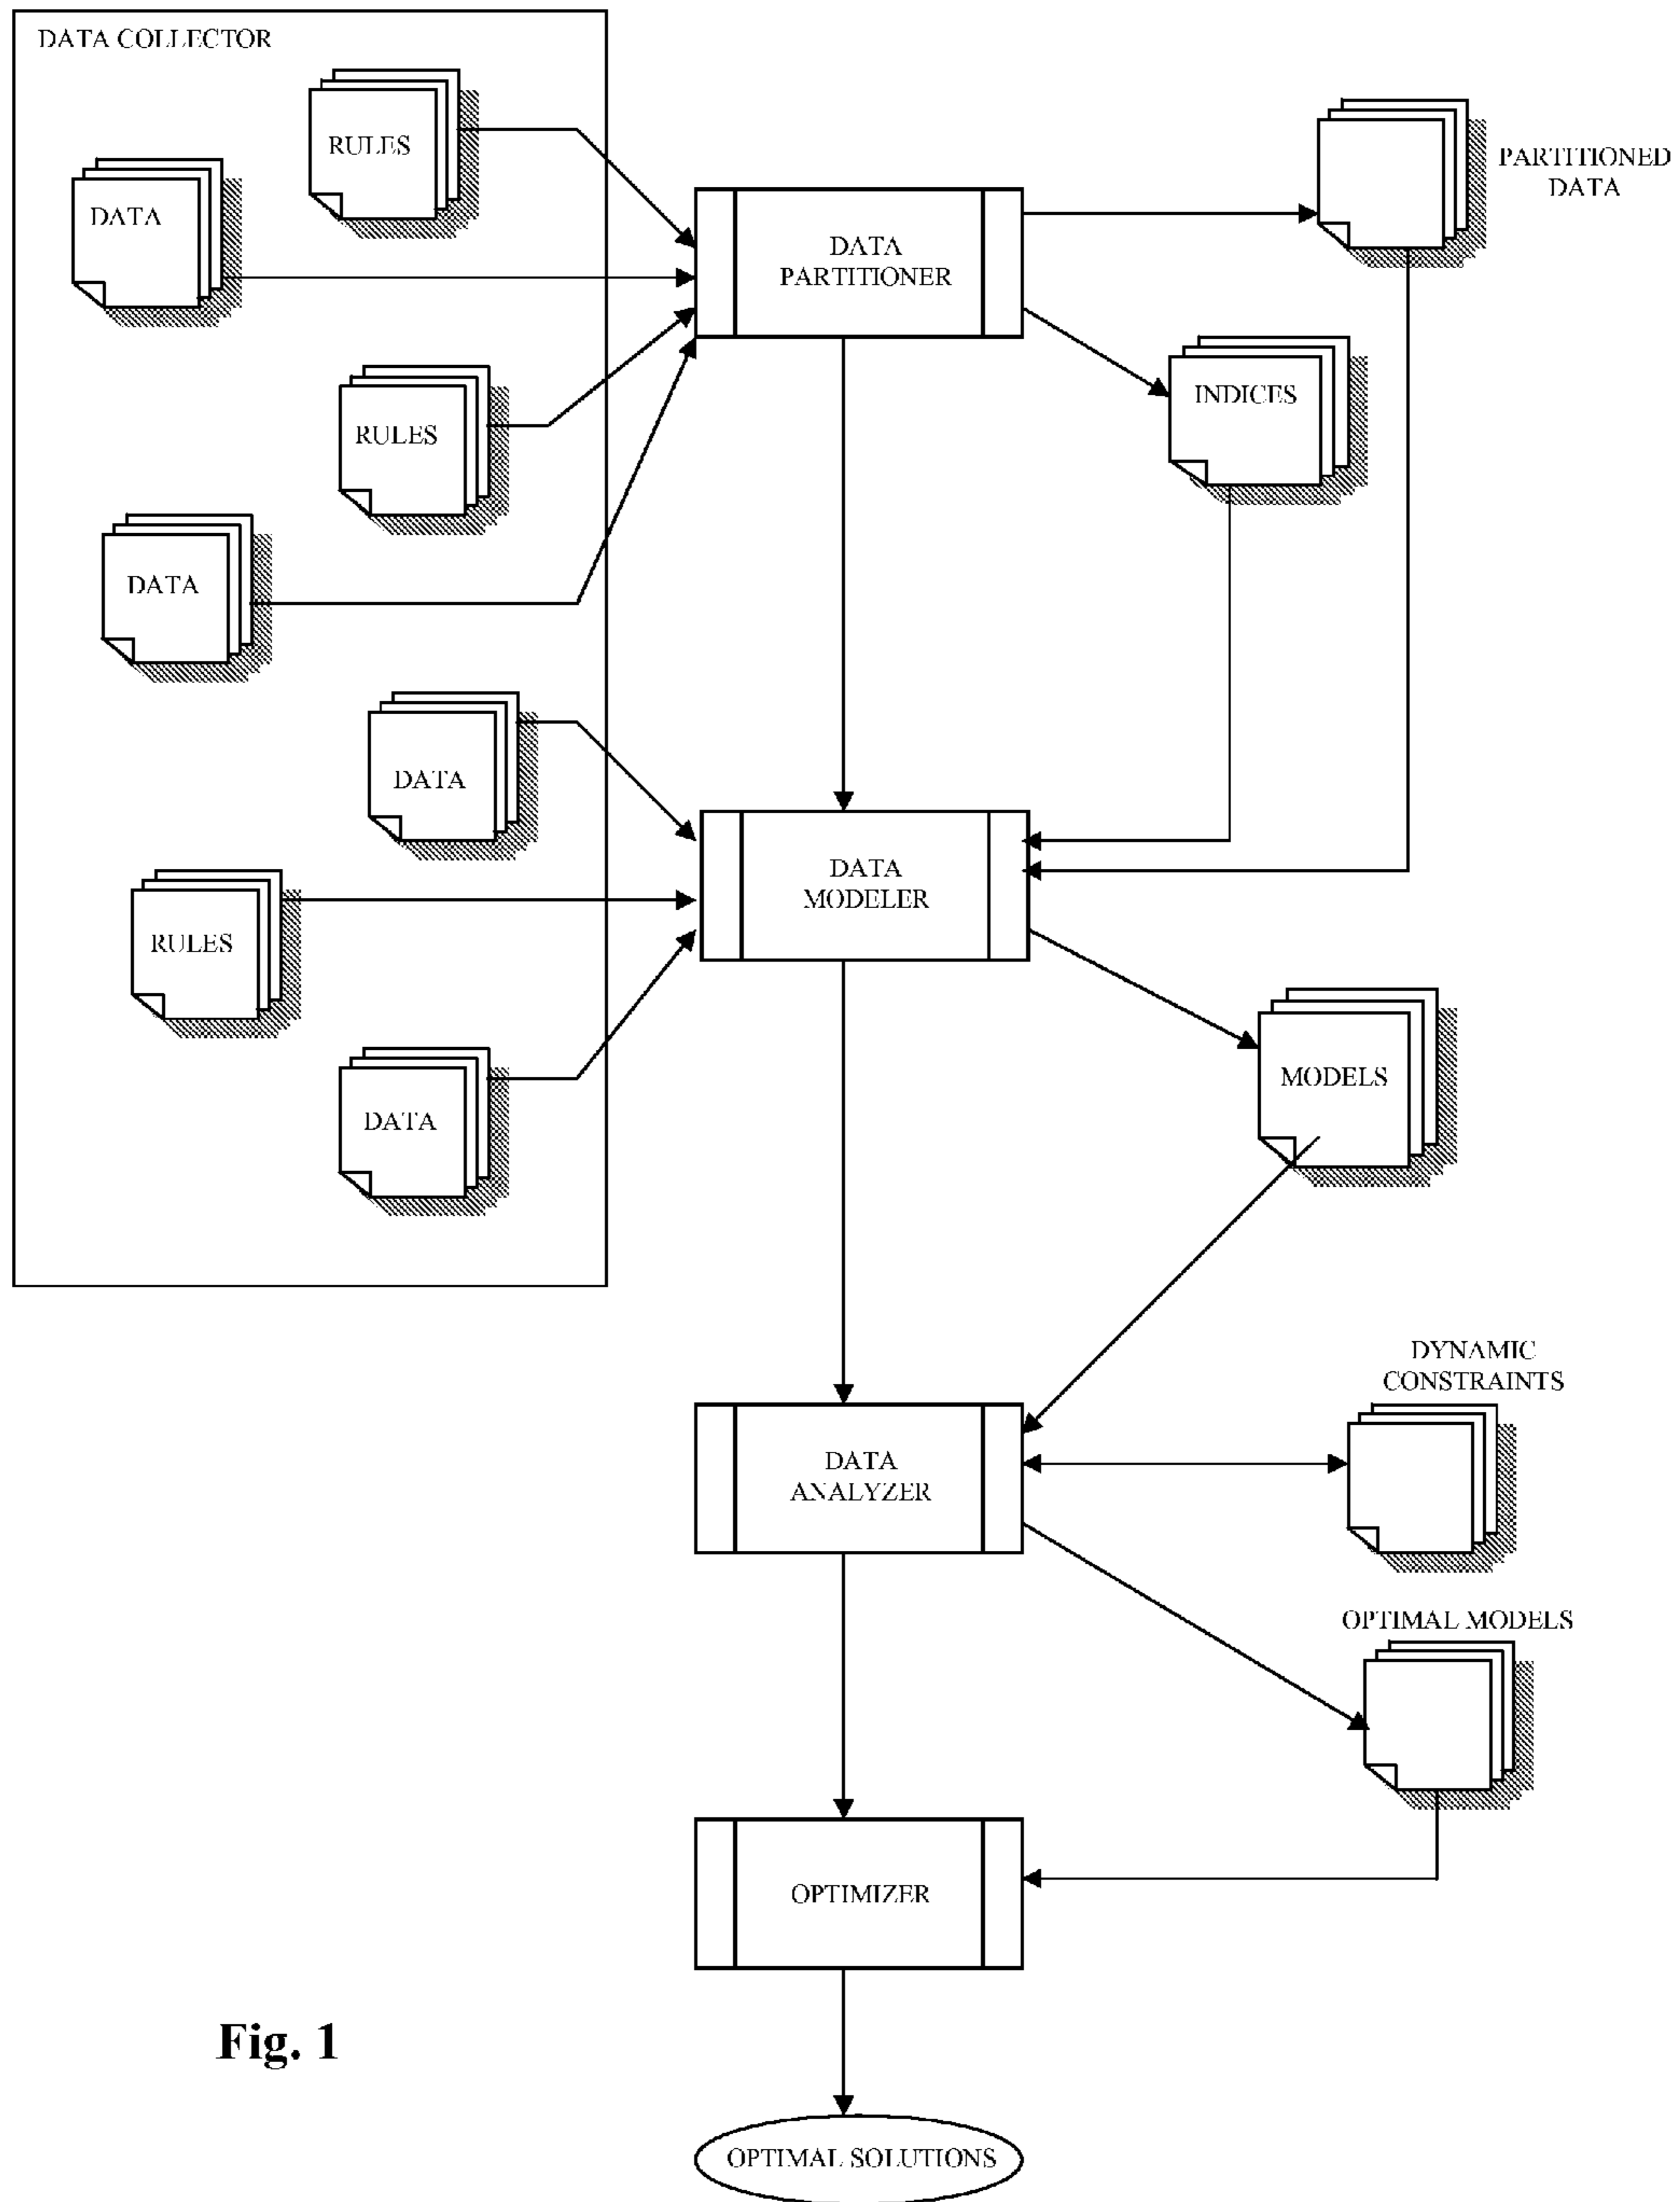 DATA COLLECTOR
RULES
DATA
PARTITIONED
DATA
DATA
PARTITIONER
INDICES
RULES
DATA
DATA
DATA
MODELER
RULES
MODELS
DATA
DYNAMIC
CONSTRAINTS
DATA
ANALYZER
OPTIMAL MODELS
OPTIMIZER
Fig. 1
OPTIMAL SOLUTIONS